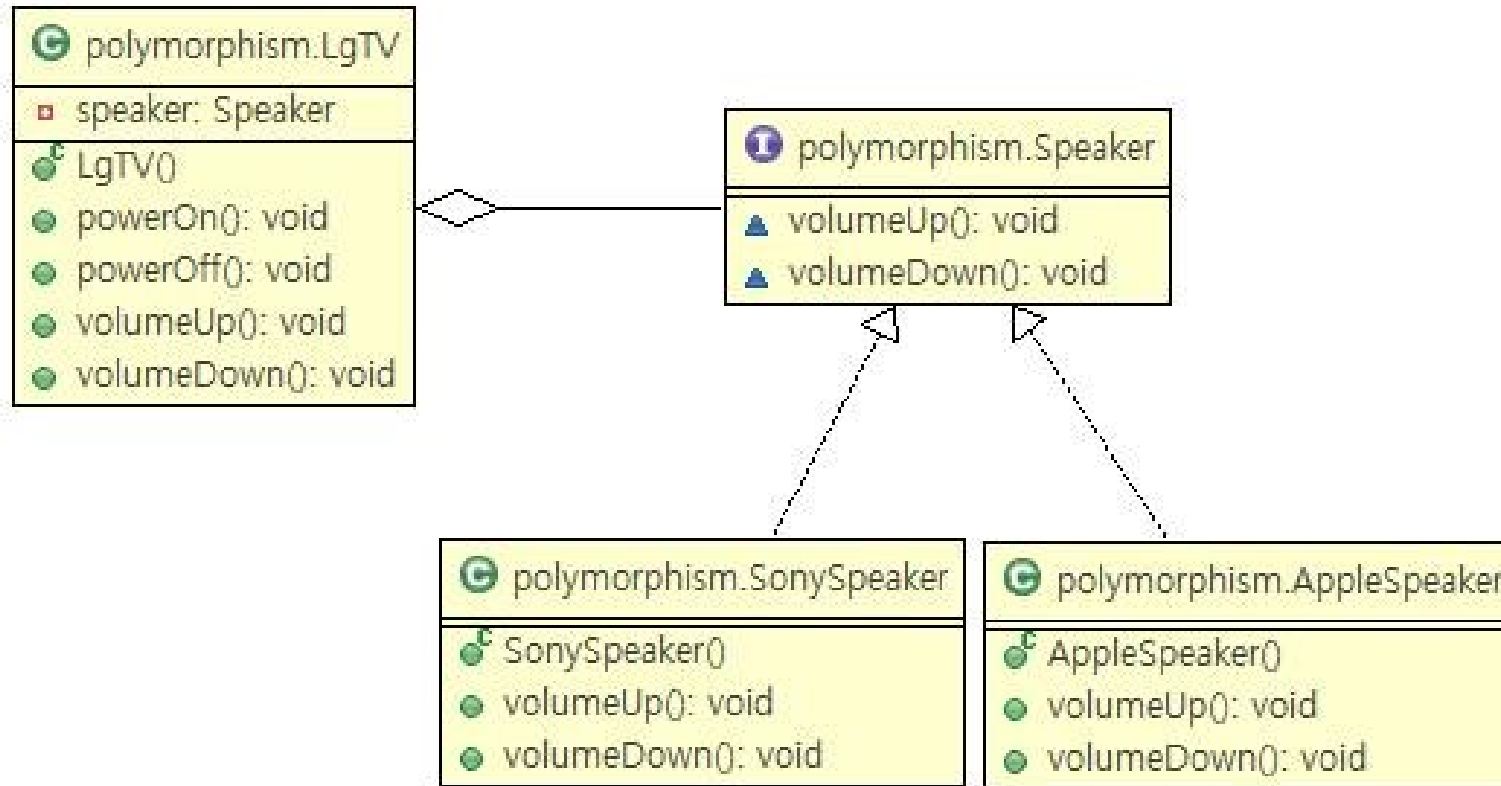 polymorphism.LgTV
speaker: Speaker
LgTV()
powerOn(): void
powerOff(): void
volumeUp(): void
volumeDown(): void
polymorphism.Speaker
volumeUp(): void
volumeDown(): void
polymorphism.SonySpeaker
SonySpeaker()
volumeUp(): void
volumeDown(): void
polymorphism.AppleSpeaker
AppleSpeaker()
volumeUp(): void
volumeDown(): void